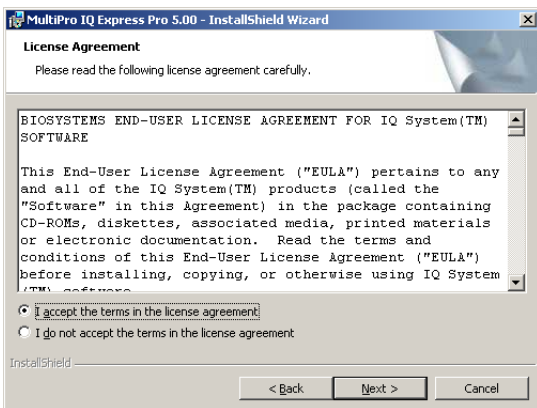 MultiPro IQ Express Pro 5.00 - InstallShield Wizard
License Agreement
Please read the following license agreement carefully.
BIOSYSTEMS END-USER LICENSE AGREEMENT FOR IQ System(TM)
SOFTWARE
This End-User License Agreement ("EULA") pertains to any
and all of the IQ System(TM) products (called the
"Software" in this Agreement) in the package containing
CD-ROMs, diskettes, associated media, printed materials
or electronic documentation. Read the terms and
conditions of this End-User License Agreement ("EULA")
before installing, copying, or otherwise using IQ System
(TM) software
I accept the terms in the license agreement
I do not accept the terms in the license agreement
InstallShield
< Back Next > Cancel